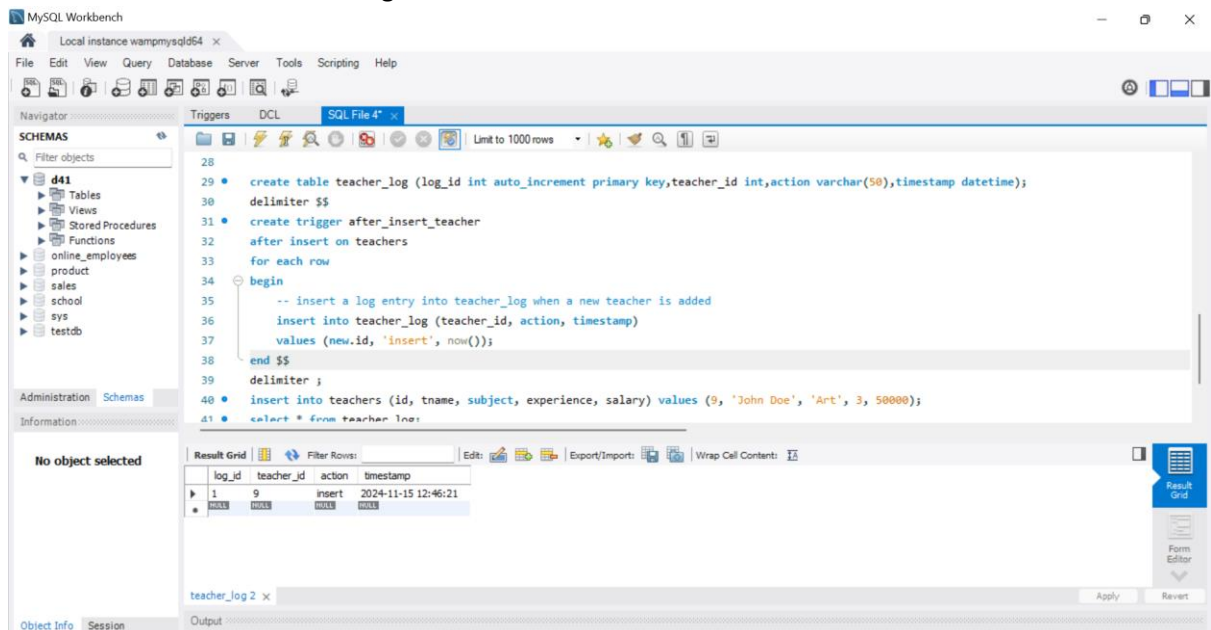 MySQL Workbench
Local instance wampmysqld64 ×
File Edit View Query Database Server Tools Scripting Help
Navigator
Triggers DCL SQL File 4* ×
SCHEMAS
Limit to 1000 rows
Filter objects
d41
Tables
Views
Stored Procedures
Functions
online_employees
product
sales
school
sys
testdb
28
29 create table teacher_log (log_id int auto_increment primary key,teacher_id int,action varchar(50),timestamp datetime);
30 delimiter $$
31 create trigger after_insert_teacher
32 after insert on teachers
33 for each row
34 begin
35 -- insert a log entry into teacher_log when a new teacher is added
36 insert into teacher_log (teacher_id, action, timestamp)
37 values (new.id, 'insert', now());
38 end $$
39 delimiter ;
40 insert into teachers (id, tname, subject, experience, salary) values (9, 'John Doe', 'Art', 3, 50000);
41 select * from teacher_log;
Administration Schemas
Information
No object selected
Result Grid Filter Rows: Edit: Export/Import: Wrap Cell Content:
log_id teacher_id action timestamp
1 9 insert 2024-11-15 12:46:21
NULL NULL NULL NULL
Result Grid
Form Editor
teacher_log 2 ×
Apply Revert
Output
Object Info Session